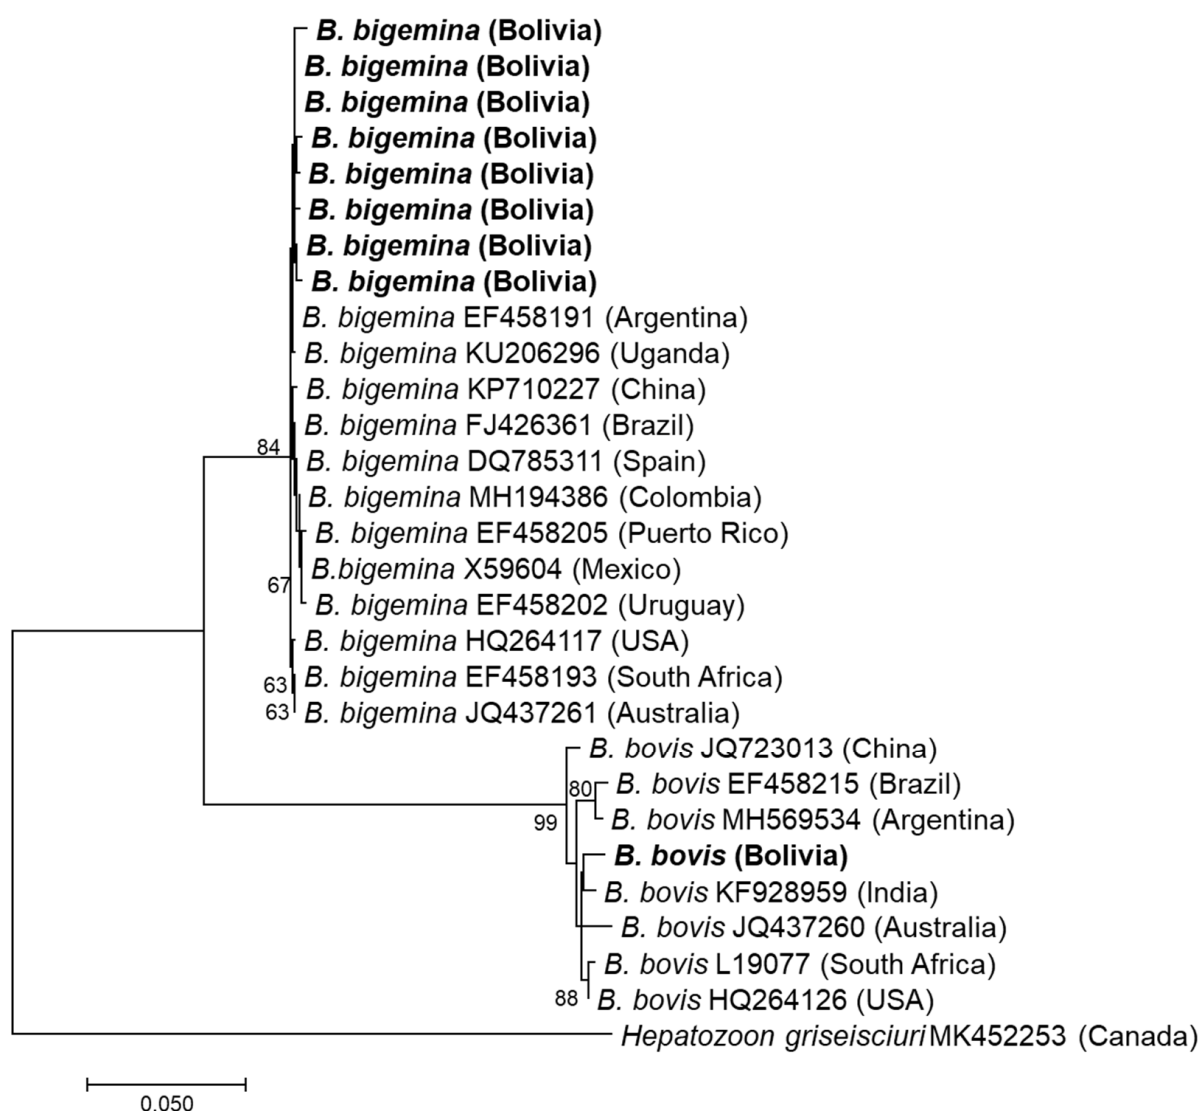 B. bigemina (Bolivia)
B. bigemina (Bolivia)
B. bigemina (Bolivia)
B. bigemina (Bolivia)
B. bigemina (Bolivia)
B. bigemina (Bolivia)
B. bigemina (Bolivia)
B. bigemina (Bolivia)
B. bigemina EF458191 (Argentina)
B. bigemina KU206296 (Uganda)
B. bigemina KP710227 (China)
B. bigemina FJ426361 (Brazil)
84
B. bigemina DQ785311 (Spain)
B. bigemina MH194386 (Colombia)
B. bigemina EF458205 (Puerto Rico)
B.bigemina X59604 (Mexico)
67
B. bigemina EF458202 (Uruguay)
B. bigemina HQ264117 (USA)
B. bigemina EF458193 (South Africa)
63
B. bigemina JQ437261 (Australia)
63
B. bovis JQ723013 (China)
B. bovis EF458215 (Brazil)
80
B. bovis MH569534 (Argentina)
99
B. bovis (Bolivia)
B. bovis KF928959 (India)
B. bovis JQ437260 (Australia)
B. bovis L19077 (South Africa)
B. bovis HQ264126 (USA)
88
Hepatozoon griseisciuri MK452253 (Canada)
0.050